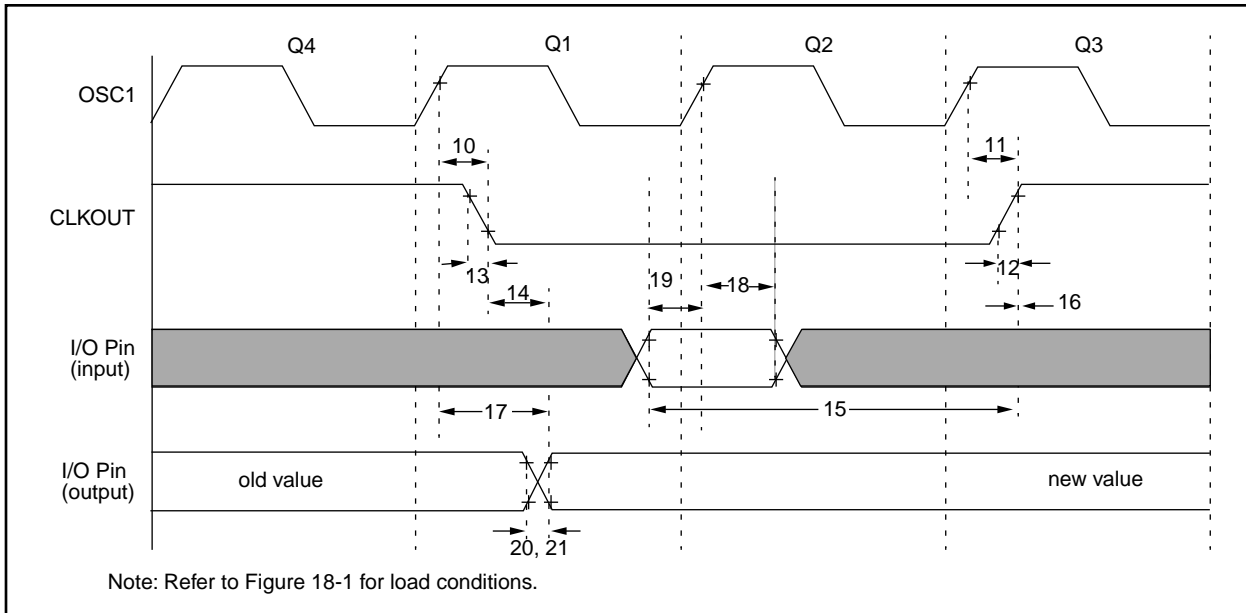 Q4 Q1 Q2 Q3
OSC1
10 11
CLKOUT
13 12
19 18
14 16
I/O Pin
(input)
17 15
I/O Pin
(output)
old value new value
20, 21
Note: Refer to Figure 18-1 for load conditions.